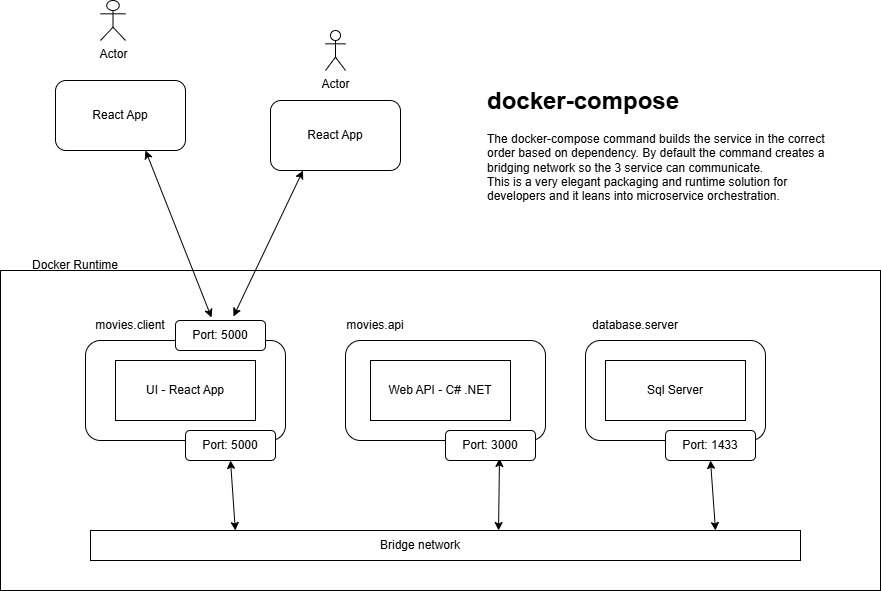 Actor
Actor
React App
React App
docker-compose
The docker-compose command builds the service in the correct
order based on dependency. By default the command creates a
bridging network so the 3 service can communicate.
This is a very elegant packaging and runtime solution for
developers and it leans into microservice orchestration.
Docker Runtime
movies.client
Port: 5000
movies.api
database.server
UI - React App
Web API - C# .NET
Sql Server
Port: 5000
Port: 3000
Port: 1433
Bridge network